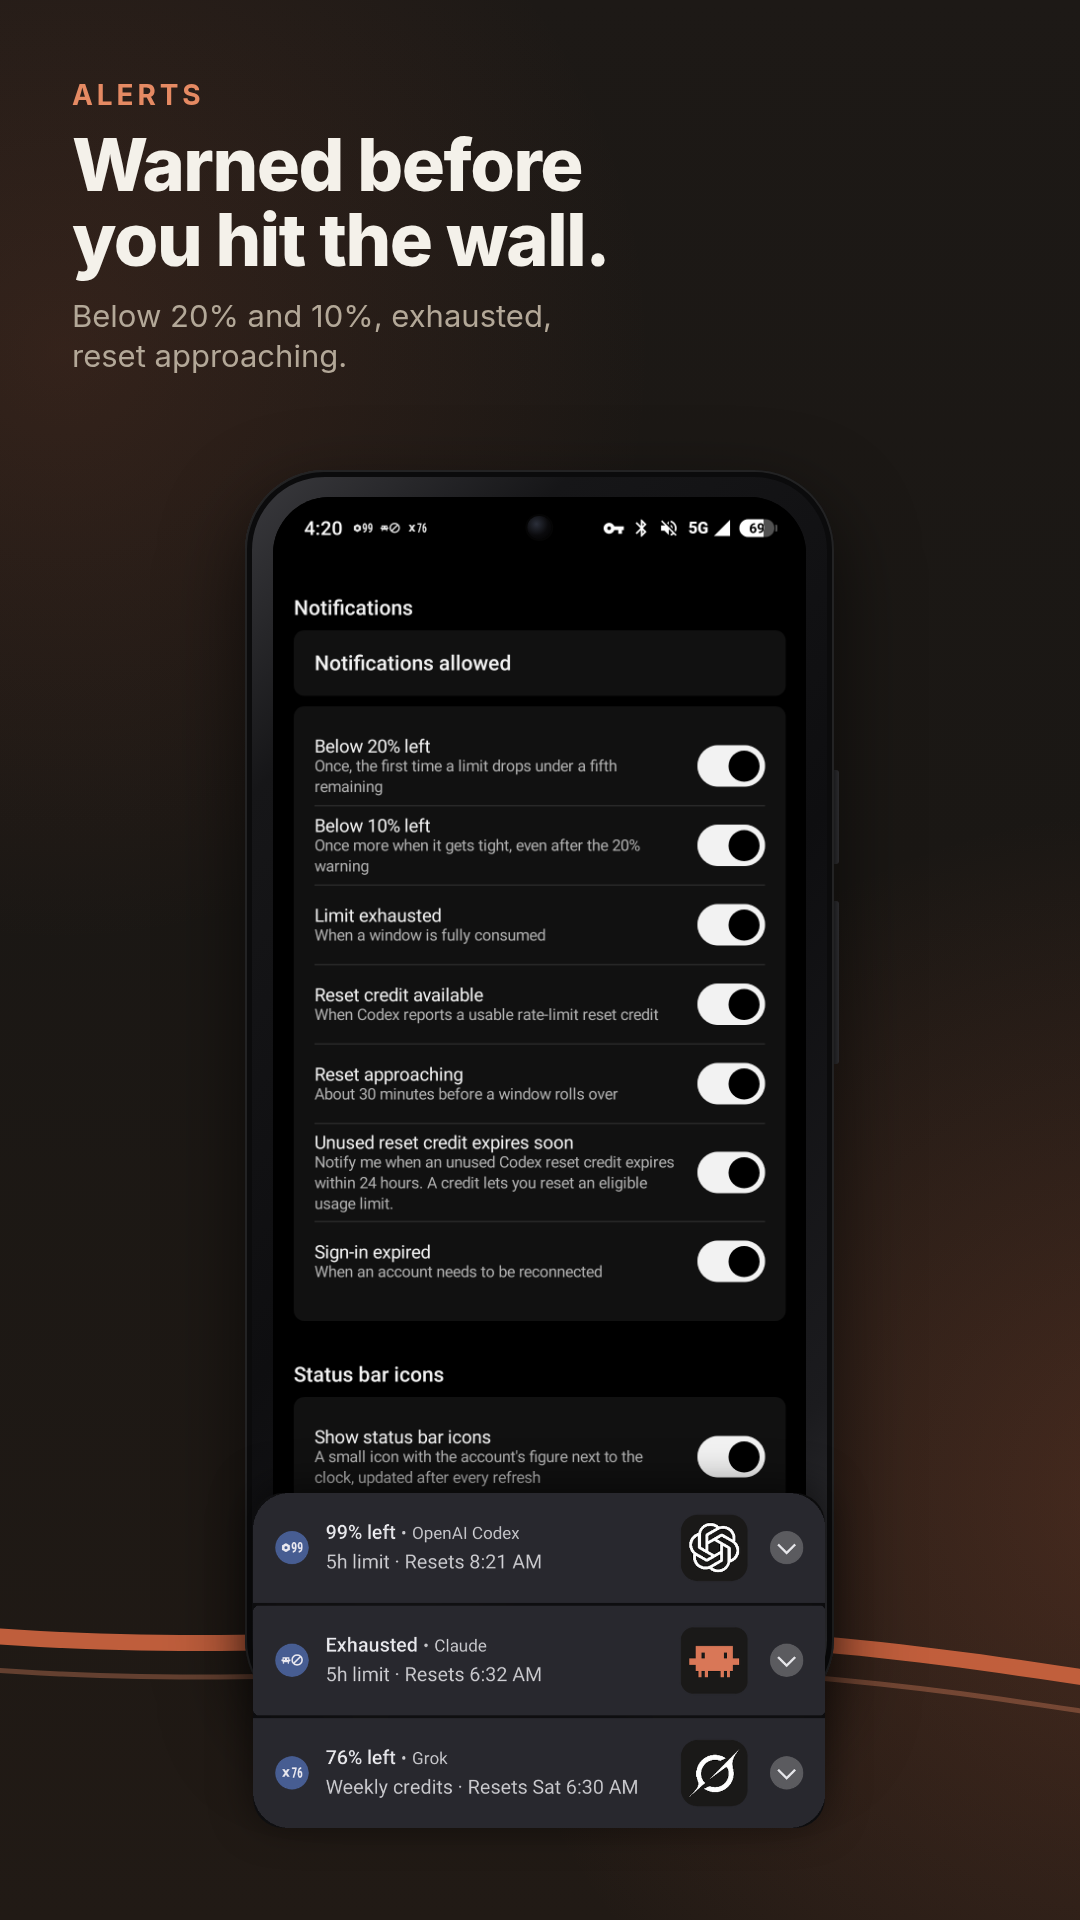 ALERTS
Warned before
you hit the wall.
Below 20% and 10%, exhausted,
reset approaching.
4:20 99 x 76 5G 69
Notifications
Notifications allowed
Below 20% left
Once, the first time a limit drops under a fifth
remaining
Below 10% left
Once more when it gets tight, even after the 20%
warning
Limit exhausted
When a window is fully consumed
Reset credit available
When Codex reports a usable rate-limit reset credit
Reset approaching
About 30 minutes before a window rolls over
Unused reset credit expires soon
Notify me when an unused Codex reset credit expires
within 24 hours. A credit lets you reset an eligible
usage limit.
Sign-in expired
When an account needs to be reconnected
Status bar icons
Show status bar icons
A small icon with the account's figure next to the
clock, updated after every refresh
99% left • OpenAI Codex
99
5h limit · Resets 8:21 AM
Exhausted • Claude
5h limit · Resets 6:32 AM
76% left • Grok
x 76
Weekly credits · Resets Sat 6:30 AM